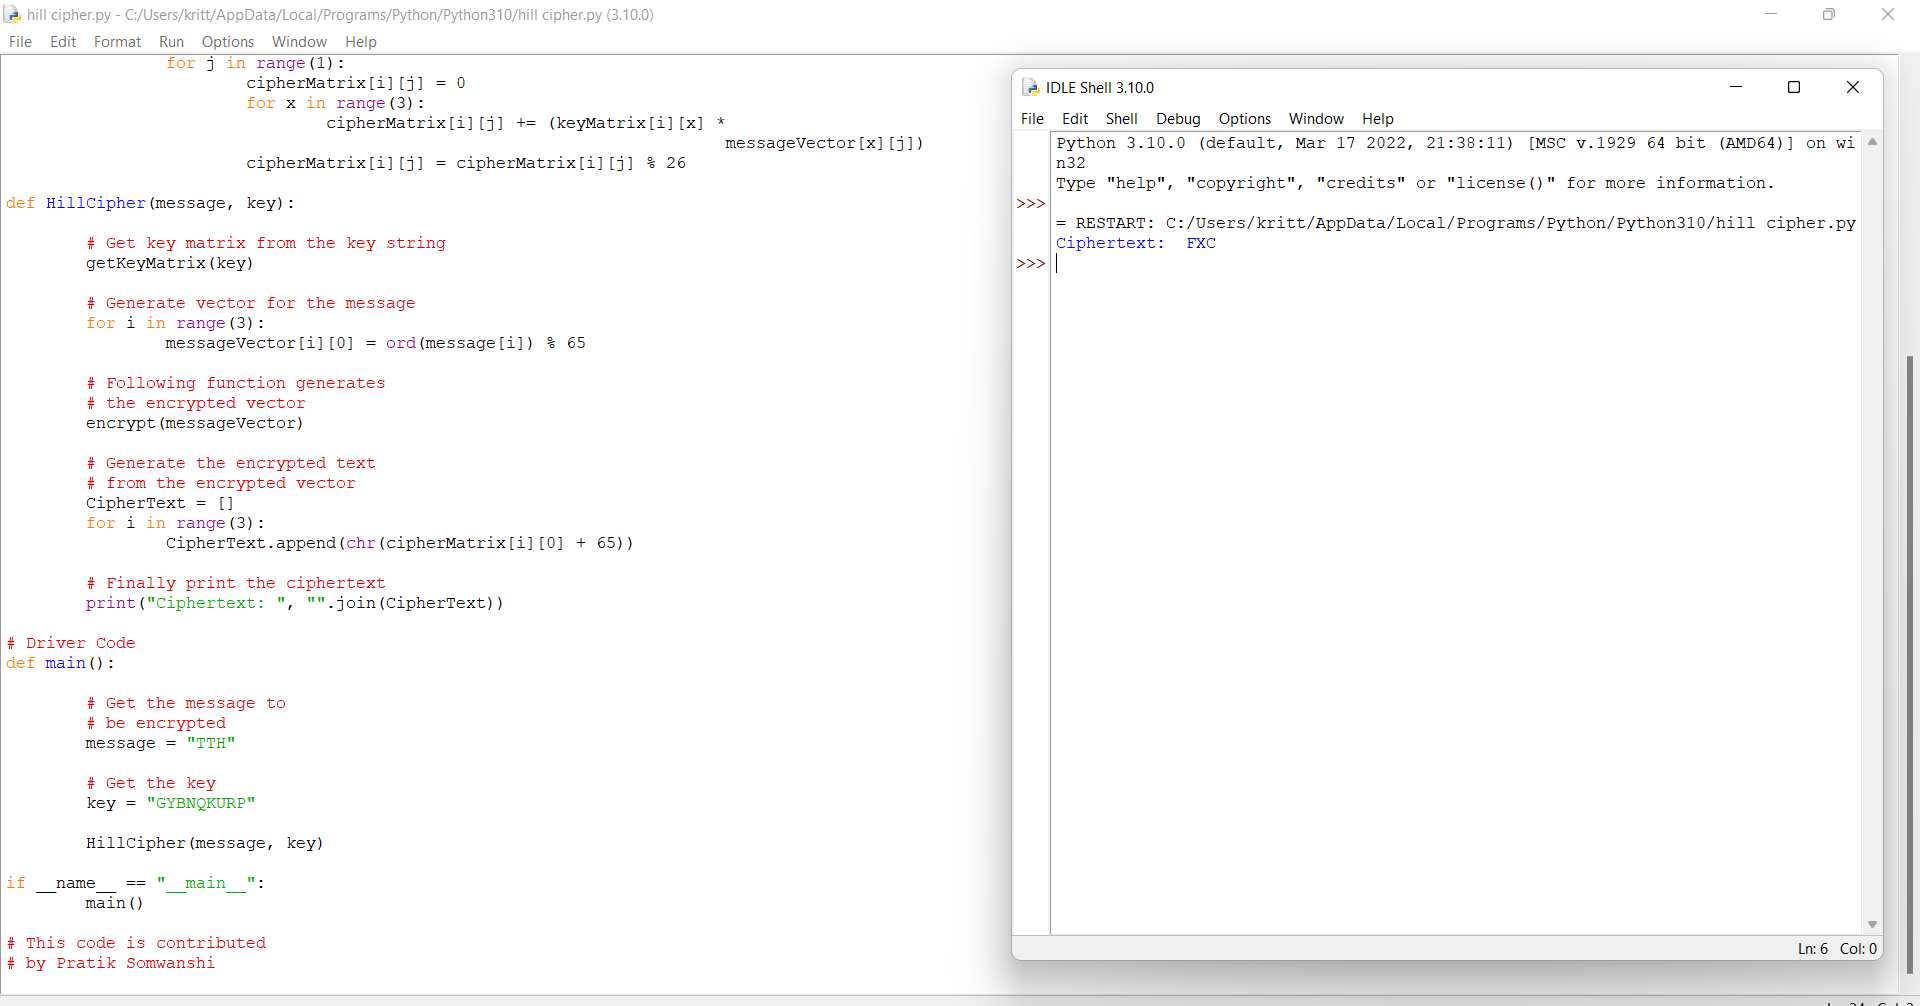 hill cipher.py - C:/Users/kritt/AppData/Local/Programs/Python/Python310/hill cipher.py (3.10.0)
File Edit Format Run Options Window Help
for j in range(1):
cipherMatrix[i][j] = 0
for x in range(3):
cipherMatrix[i][j] += (keyMatrix[i][x] *
messageVector[x][j])
cipherMatrix[i][j] = cipherMatrix[i][j] % 26
def HillCipher(message, key):
# Get key matrix from the key string
getKeyMatrix(key)
# Generate vector for the message
for i in range(3):
messageVector[i][0] = ord(message[i]) % 65
# Following function generates
# the encrypted vector
encrypt(messageVector)
# Generate the encrypted text
# from the encrypted vector
CipherText = []
for i in range(3):
CipherText.append(chr(cipherMatrix[i][0] + 65))
# Finally print the ciphertext
print("Ciphertext: ", "".join(CipherText))
# Driver Code
def main():
# Get the message to
# be encrypted
message = "TTH"
# Get the key
key = "GYBNQKURP"
HillCipher(message, key)
if __name__ == "__main__":
main()
# This code is contributed
# by Pratik Somwanshi
IDLE Shell 3.10.0
File Edit Shell Debug Options Window Help
Python 3.10.0 (default, Mar 17 2022, 21:38:11) [MSC v.1929 64 bit (AMD64)] on wi
n32
Type "help", "copyright", "credits" or "license()" for more information.
>>>
= RESTART: C:/Users/kritt/AppData/Local/Programs/Python/Python310/hill cipher.py
Ciphertext:  FXC
>>>
Ln: 6 Col: 0